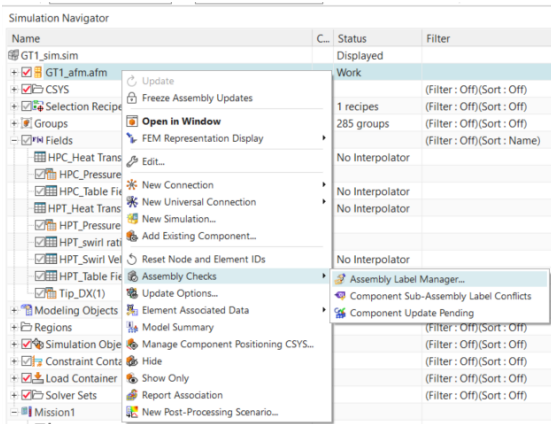 Simulation Navigator
Name C... Status Filter
GT1_sim.sim Displayed
GT1_afm.afm Work
CSYS (Filter : Off)(Sort : Off)
Selection Recipe 1 recipes (Filter : Off)(Sort : Off)
Groups 285 groups (Filter : Off)(Sort : Off)
Fields (Filter : Off)(Sort : Name)
HPC_Heat Trans No Interpolator
HPC_Pressure
HPC_Table Fie No Interpolator
HPT_Heat Trans No Interpolator
HPT_Pressure
HPT_swirl rati
HPT_Swirl Vel No Interpolator
HPT_Table Fie
Tip_DX(1)
Modeling Objects
Regions (Filter : Off)(Sort : Off)
Simulation Obje (Filter : Off)(Sort : Off)
Constraint Conta (Filter : Off)(Sort : Off)
Load Container (Filter : Off)(Sort : Off)
Solver Sets (Filter : Off)(Sort : Off)
Mission1
Update
Freeze Assembly Updates
Open in Window
FEM Representation Display
Edit...
New Connection
New Universal Connection
New Simulation...
Add Existing Component...
Reset Node and Element IDs
Assembly Checks
Update Options...
Element Associated Data
Model Summary
Manage Component Positioning CSYS...
Hide
Show Only
Report Association
New Post-Processing Scenario...
Assembly Label Manager...
Component Sub-Assembly Label Conflicts
Component Update Pending